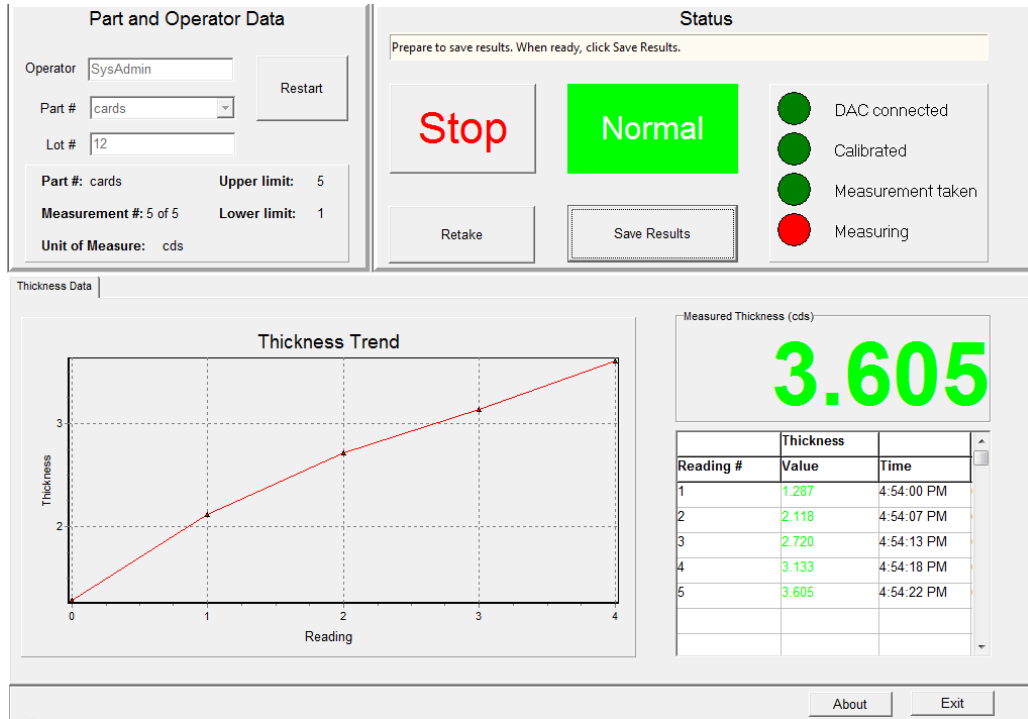 Part and Operator Data
Operator SysAdmin
Restart
Part # cards
Lot # 12
Part #: cards Upper limit: 5
Measurement #: 5 of 5 Lower limit: 1
Unit of Measure: cds
Status
Prepare to save results. When ready, click Save Results.
Stop
Normal
DAC connected
Calibrated
Measurement taken
Measuring
Retake
Save Results
Thickness Data
Thickness Trend
Thickness
3
2
0 1 2 3 4
Reading
Measured Thickness (cds)
3.605
Thickness
Reading # Value Time
1 1.287 4:54:00 PM
2 2.118 4:54:07 PM
3 2.720 4:54:13 PM
4 3.133 4:54:18 PM
5 3.605 4:54:22 PM
About
Exit